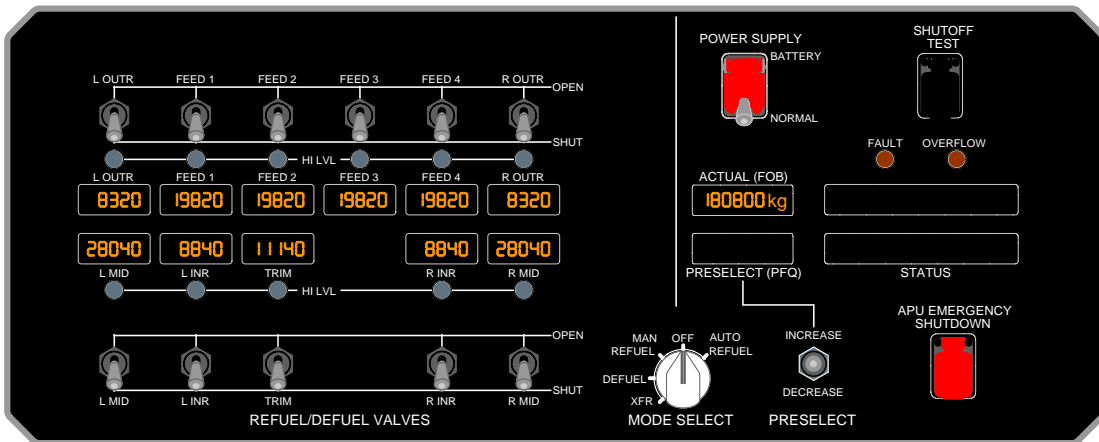 POWER SUPPLY
SHUTOFF
TEST
BATTERY
L OUTR FEED 1 FEED 2 FEED 3 FEED 4 R OUTR
OPEN
NORMAL
SHUT
FAULT OVERFLOW
HI LVL
L OUTR FEED 1 FEED 2 FEED 3 FEED 4 R OUTR
ACTUAL (FOB)
8320 19820 19820 19820 19820 8320
180800 kg
28040 8840 11140 8840 28040
L MID L INR TRIM R INR R MID
PRESELECT (PFQ)
STATUS
HI LVL
APU EMERGENCY
SHUTDOWN
OPEN
MAN
REFUEL
OFF
AUTO
REFUEL
INCREASE
DEFUEL
XFR
DECREASE
SHUT
L MID L INR TRIM R INR R MID
REFUEL/DEFUEL VALVES
MODE SELECT
PRESELECT